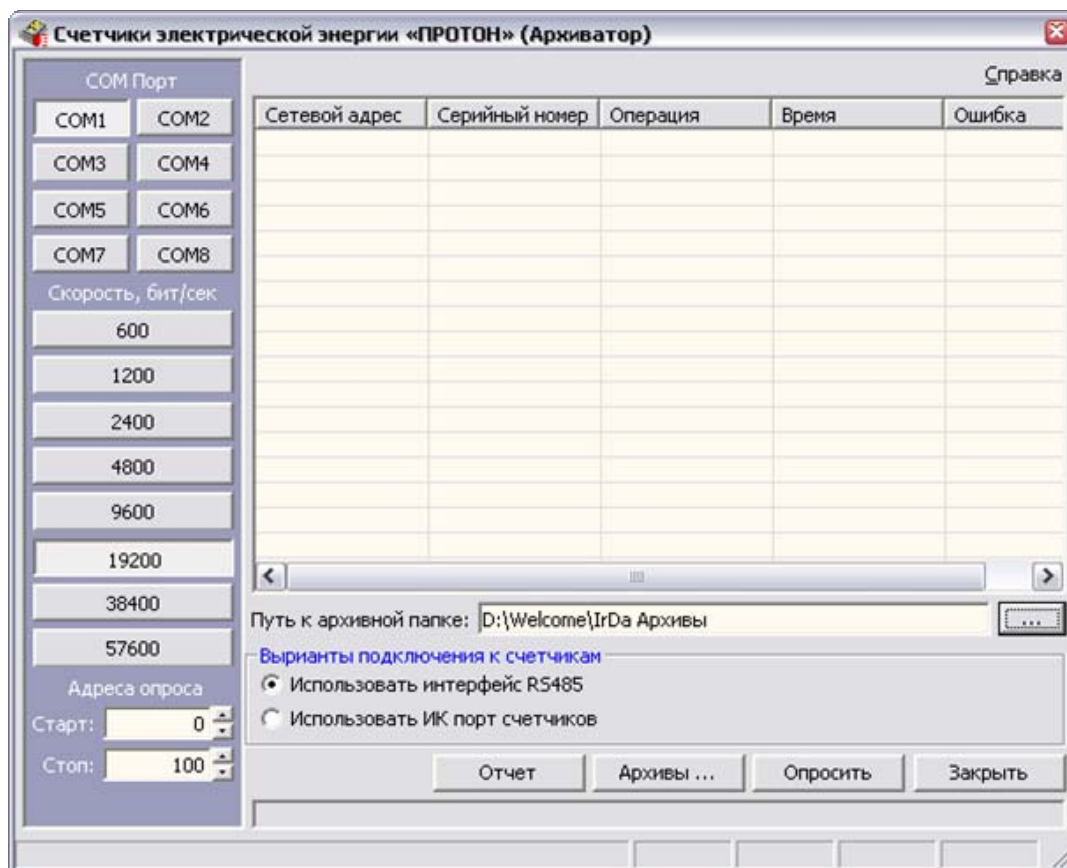 Счетчики электрической энергии «ПРОТОН» (Архиватор)
COM Порт
Справка
COM1 COM2
COM3 COM4
COM5 COM6
COM7 COM8
Скорость, бит/сек
600
1200
2400
4800
9600
19200
38400
57600
Адреса опроса
Старт: 0
Стоп: 100
Сетевой адрес Серийный номер Операция Время Ошибка
Путь к архивной папке: D:\Welcome\IrDa Архивы ...
Вырианты подключения к счетчикам
Использовать интерфейс RS485
Использовать ИК порт счетчиков
Отчет Архивы ... Опросить Закрыть